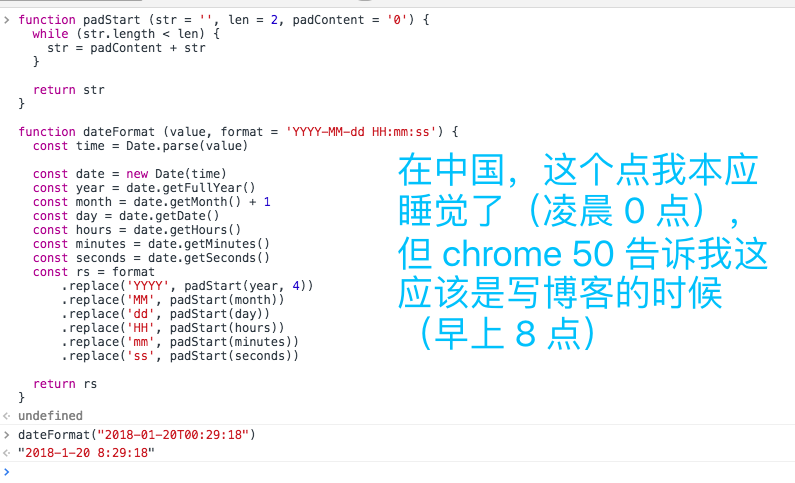 function padStart (str = '', len = 2, padContent = '0') {
while (str.length < len) {
str = padContent + str
}
return str
}
function dateFormat (value, format = 'YYYY-MM-dd HH:mm:ss') {
const time = Date.parse(value)
const date = new Date(time)
const year = date.getFullYear()
const month = date.getMonth() + 1
const day = date.getDate()
const hours = date.getHours()
const minutes = date.getMinutes()
const seconds = date.getSeconds()
const rs = format
.replace('YYYY', padStart(year, 4))
.replace('MM', padStart(month))
.replace('dd', padStart(day))
.replace('HH', padStart(hours))
.replace('mm', padStart(minutes))
.replace('ss', padStart(seconds))
return rs
}
在中国，这个点我本应
睡觉了（凌晨 0 点），
但 chrome 50 告诉我这
应该是写博客的时候
（早上 8 点）
undefined
dateFormat("2018-01-20T00:29:18")
"2018-1-20 8:29:18"